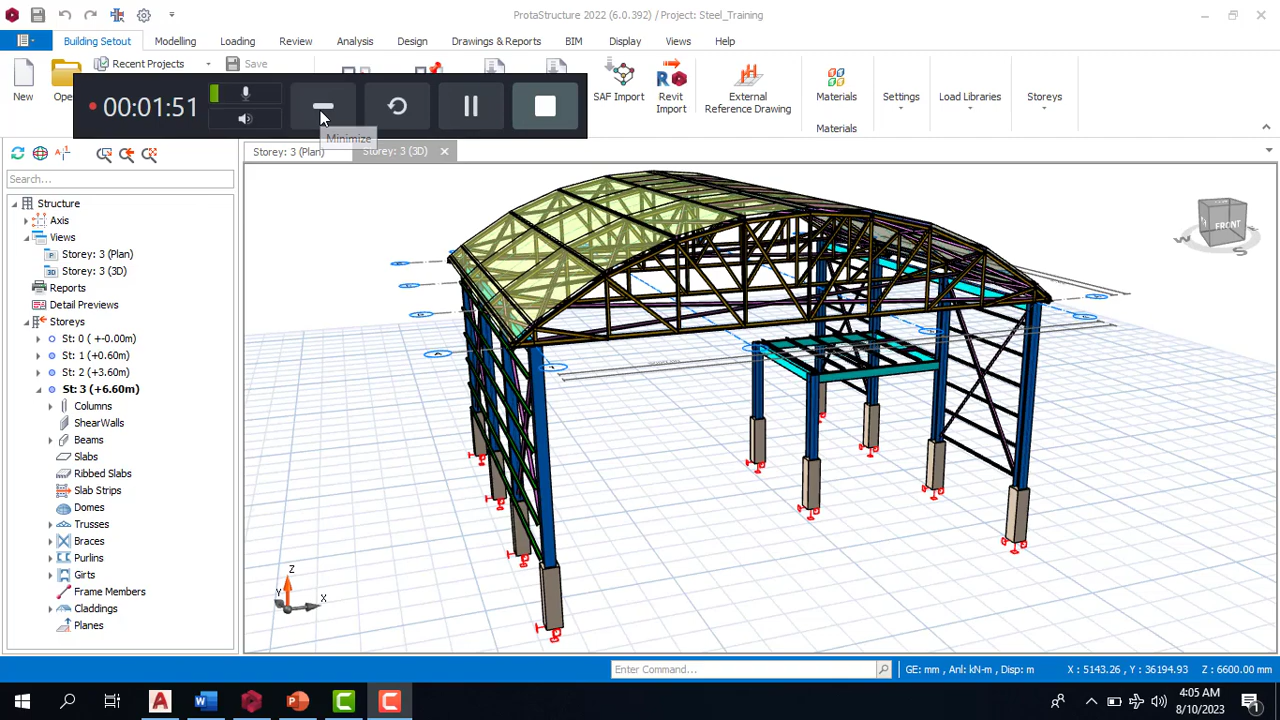 ProtaStructure 2022 (6.0.392) / Project: Steel_Training
Building Setout
Modelling
Loading
Review
Analysis
Design
Drawings & Reports
BIM
Display
Views
Help
New
Ope
Recent Projects
Save
SAF Import
Revit Import
External Reference Drawing
Materials
Materials
Settings
Load Libraries
Storeys
00:01:51
Minimize
Storey: 3 (Plan)
Storey: 3 (3D)
Search...
Structure
Axis
Views
Storey: 3 (Plan)
Storey: 3 (3D)
Reports
Detail Previews
Storeys
St: 0 ( +-0.00m)
St: 1 (+0.60m)
St: 2 (+3.60m)
St: 3 (+6.60m)
Columns
ShearWalls
Beams
Slabs
Ribbed Slabs
Slab Strips
Domes
Trusses
Braces
Purlins
Girts
Frame Members
Claddings
Planes
FRONT
W
S
Z
Y
X
Enter Command...
GE: mm , Anl: kN-m , Disp: m
X : 5143.26 , Y : 36194.93
Z : 6600.00 mm
4:05 AM
8/10/2023
1